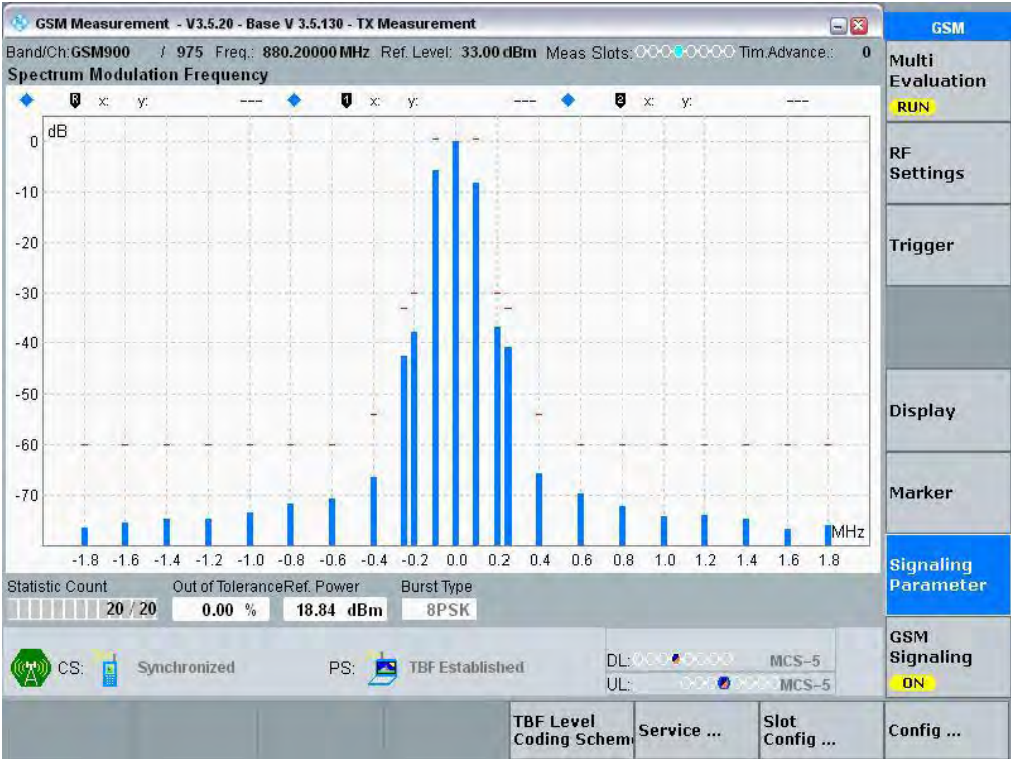 GSM Measurement - V3.5.20 - Base V 3.5.130 - TX Measurement
GSM
Band/Ch:GSM900 / 975 Freq.: 880.20000 MHz Ref. Level: 33.00 dBm Meas Slots: Tim.Advance.: 0
Spectrum Modulation Frequency
R x: y: --- 1 x: y: --- 2 x: y: ---
dB
0
-10
-20
-30
-40
-50
-60
-70
MHz
-1.8 -1.6 -1.4 -1.2 -1.0 -0.8 -0.6 -0.4 -0.2 0.0 0.2 0.4 0.6 0.8 1.0 1.2 1.4 1.6 1.8
Statistic Count Out of Tolerance Ref. Power Burst Type
20 / 20 0.00 % 18.84 dBm 8PSK
CS: Synchronized PS: TBF Established DL: MCS-5
UL: MCS-5
Multi
Evaluation
RUN
RF
Settings
Trigger
Display
Marker
Signaling
Parameter
GSM
Signaling
ON
TBF Level
Coding Schem
Service ...
Slot
Config ...
Config ...